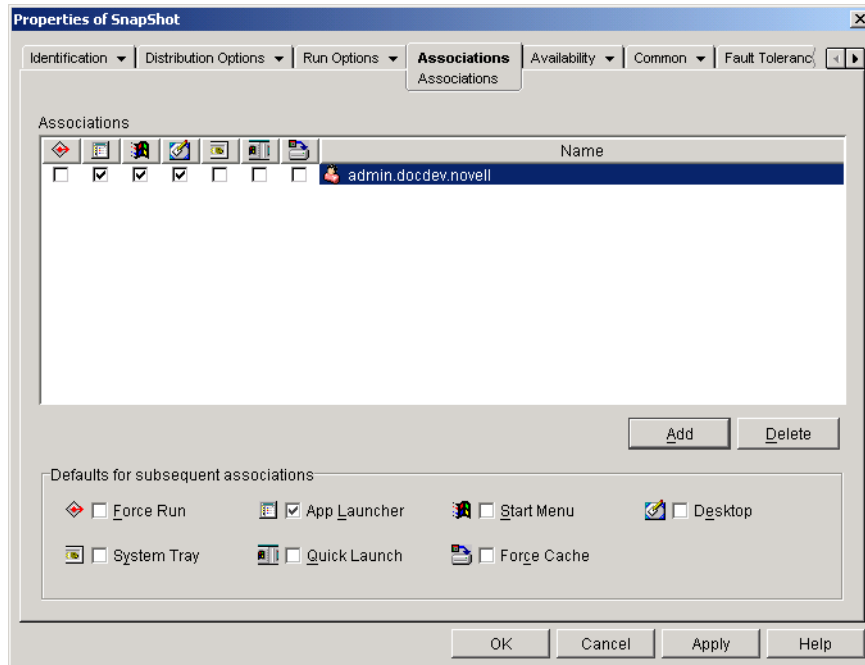 Properties of SnapShot
Identification Distribution Options Run Options Associations Availability Common Fault Toleranc
Associations
Associations
Name
admin.docdev.novell
Add Delete
Defaults for subsequent associations
Force Run App Launcher Start Menu Desktop
System Tray Quick Launch Force Cache
OK Cancel Apply Help